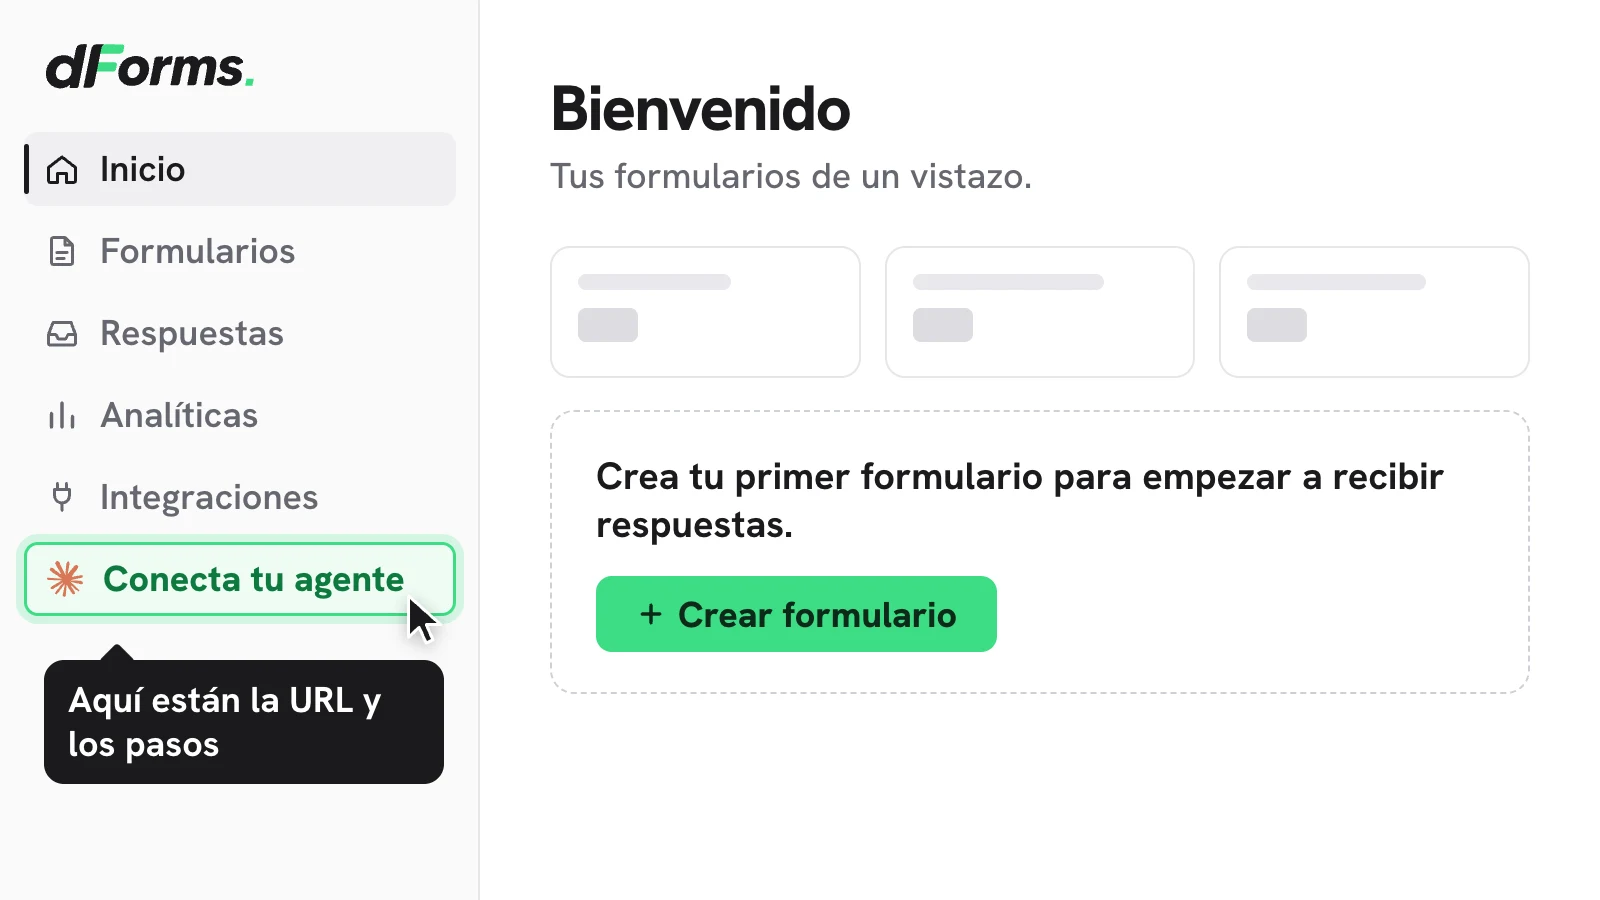 dForms.
Inicio
Formularios
Respuestas
Analíticas
Integraciones
Conecta tu agente
Aquí están la URL y
los pasos
Bienvenido
Tus formularios de un vistazo.
Crea tu primer formulario para empezar a recibir
respuestas.
+ Crear formulario